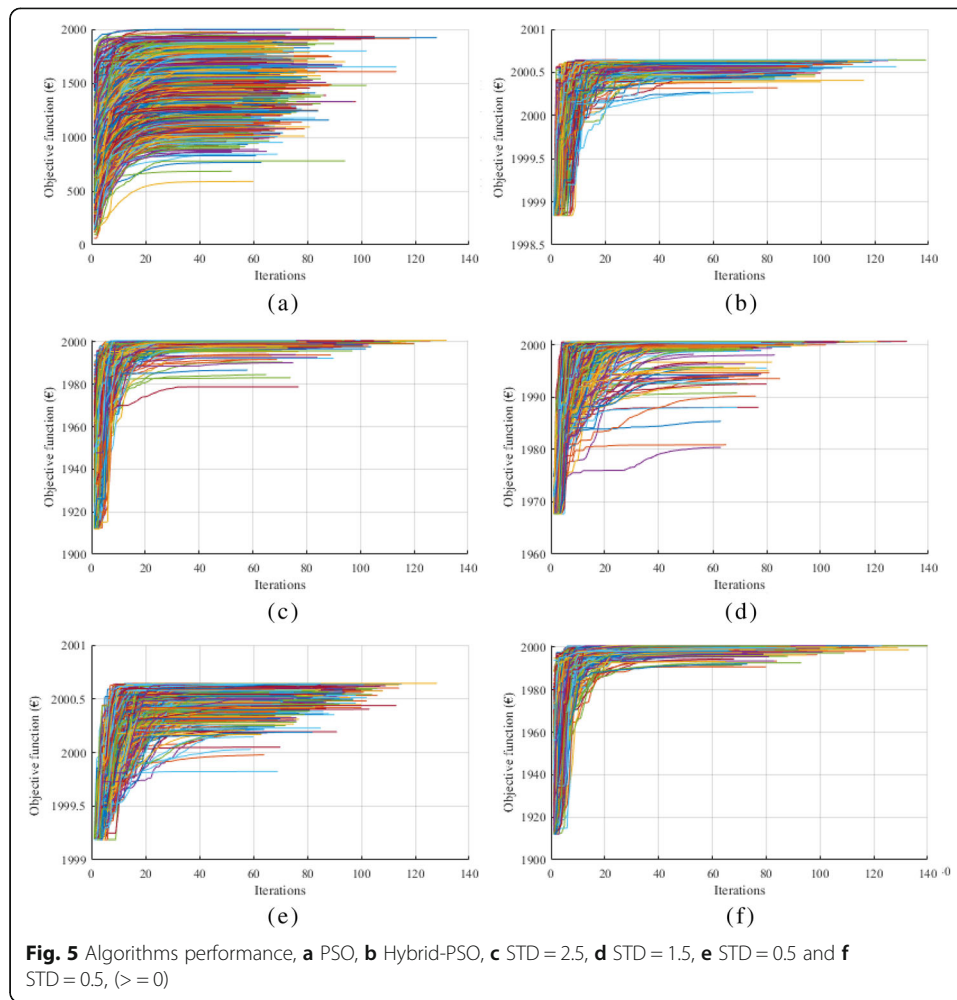 2000
1500
1000
500
0
Objective function (€)
0 20 40 60 80 100 120 140
Iterations
(a)
2001
2000.5
2000
1999.5
1999
1998.5
Objective function (€)
0 20 40 60 80 100 120 140
Iterations
(b)
2000
1980
1960
1940
1920
1900
Objective function (€)
0 20 40 60 80 100 120 140
Iterations
(c)
2000
1990
1980
1970
1960
Objective function (€)
0 20 40 60 80 100 120 140
Iterations
(d)
2001
2000.5
2000
1999.5
1999
Objective function (€)
0 20 40 60 80 100 120 140
Iterations
(e)
2000
1980
1960
1940
1920
1900
Objective function (€)
0 20 40 60 80 100 120 140 -0
Iterations
(f)
Fig. 5 Algorithms performance, a PSO, b Hybrid-PSO, c STD = 2.5, d STD = 1.5, e STD = 0.5 and f
STD = 0.5, (> = 0)